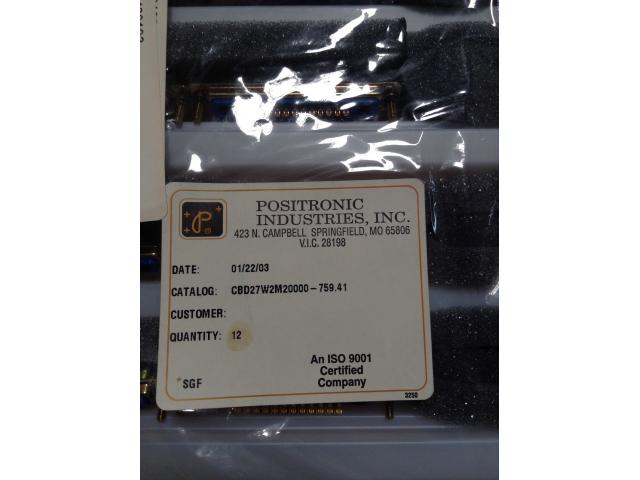 POSITRONIC
INDUSTRIES, INC.
423 N. CAMPBELL SPRINGFIELD, MO 65806
V.I.C. 28198
DATE: 01/22/03
CATALOG: CBD27W2M20000-759.41
CUSTOMER:
QUANTITY: 12
An ISO 9001
Certified
Company
*SGF
3250